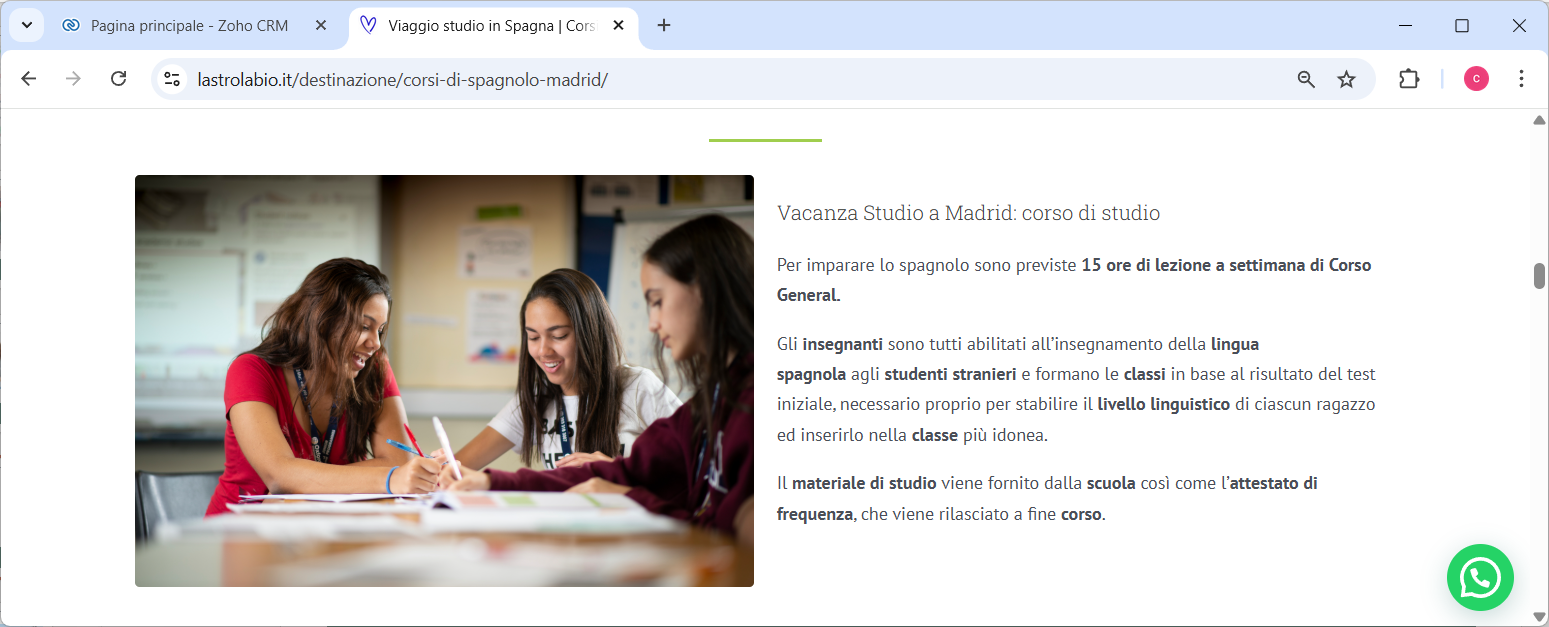 Pagina principale - Zoho CRM
Viaggio studio in Spagna | Cors
lastrolabio.it/destinazione/corsi-di-spagnolo-madrid/
C
Vacanza Studio a Madrid: corso di studio
Per imparare lo spagnolo sono previste 15 ore di lezione a settimana di Corso
General.
Gli insegnanti sono tutti abilitati all’insegnamento della lingua
spagnola agli studenti stranieri e formano le classi in base al risultato del test
iniziale, necessario proprio per stabilire il livello linguistico di ciascun ragazzo
ed inserirlo nella classe più idonea.
Il materiale di studio viene fornito dalla scuola così come l’attestato di
frequenza, che viene rilasciato a fine corso.